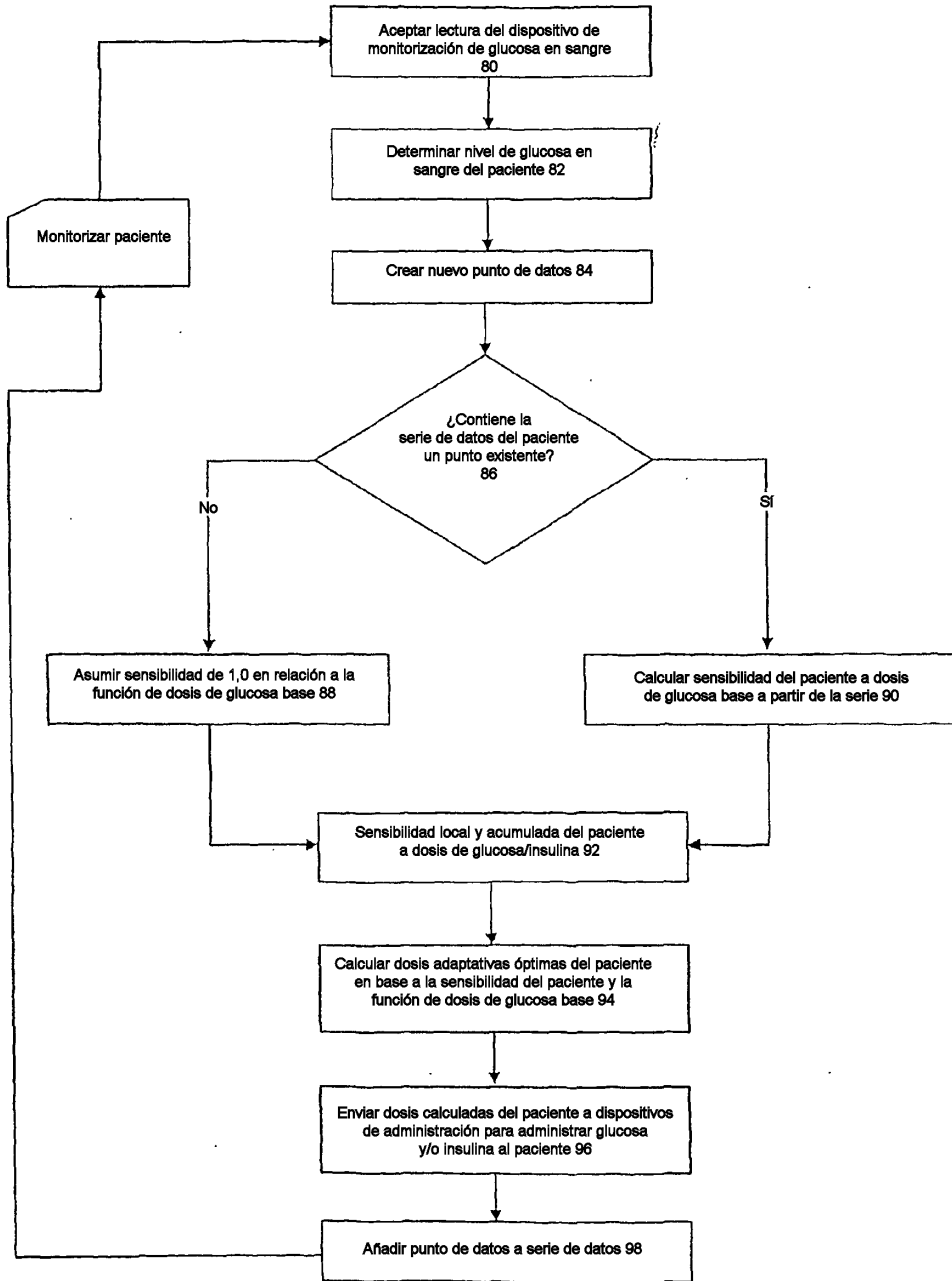 Aceptar lectura del dispositivo de
monitorización de glucosa en sangre
80
Determinar nivel de glucosa en
sangre del paciente 82
Monitorizar paciente
Crear nuevo punto de datos 84
¿Contiene la
serie de datos del paciente
un punto existente?
86
No
Sí
Asumir sensibilidad de 1,0 en relación a la
función de dosis de glucosa base 88
Calcular sensibilidad del paciente a dosis
de glucosa base a partir de la serie 90
Sensibilidad local y acumulada del paciente
a dosis de glucosa/insulina 92
Calcular dosis adaptativas óptimas del paciente
en base a la sensibilidad del paciente y la
función de dosis de glucosa base 94
Enviar dosis calculadas del paciente a dispositivos
de administración para administrar glucosa
y/o insulina al paciente 96
Añadir punto de datos a serie de datos 98